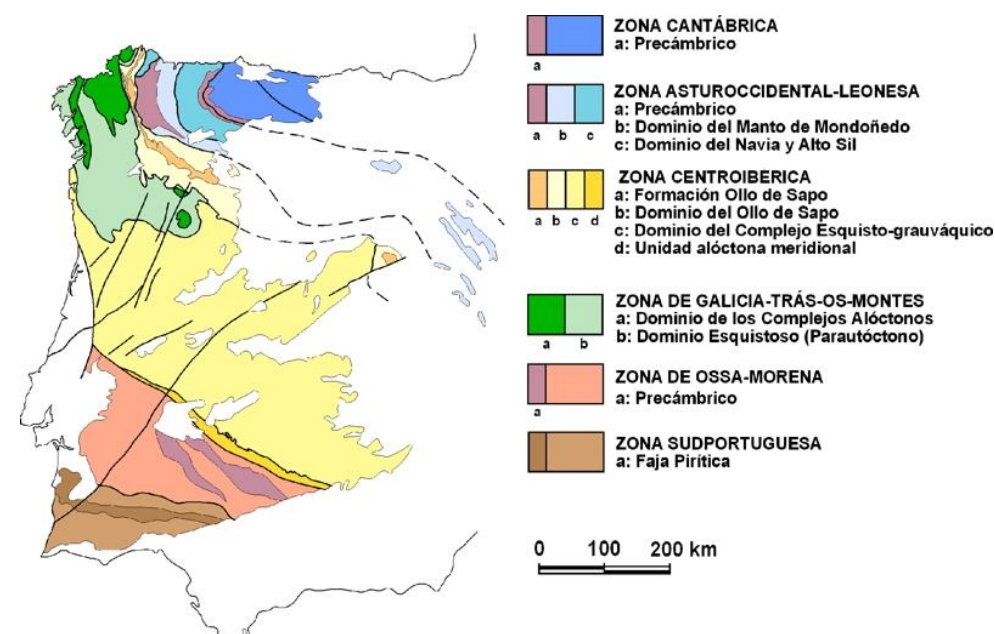 ZONA CANTÁBRICA
a: Precámbrico
a
ZONA ASTUROCCIDENTAL-LEONESA
a: Precámbrico
b: Dominio del Manto de Mondoñedo
c: Dominio del Navia y Alto Sil
a b c
ZONA CENTROIBERICA
a: Formación Ollo de Sapo
b: Dominio del Ollo de Sapo
c: Dominio del Complejo Esquisto-grauváquico
d: Unidad alóctona meridional
a b c d
ZONA DE GALICIA-TRÁS-OS-MONTES
a: Dominio de los Complejos Alóctonos
b: Dominio Esquistoso (Parautóctono)
a b
ZONA DE OSSA-MORENA
a: Precámbrico
a
ZONA SUDPORTUGUESA
a: Faja Pirítica
0 100 200 km